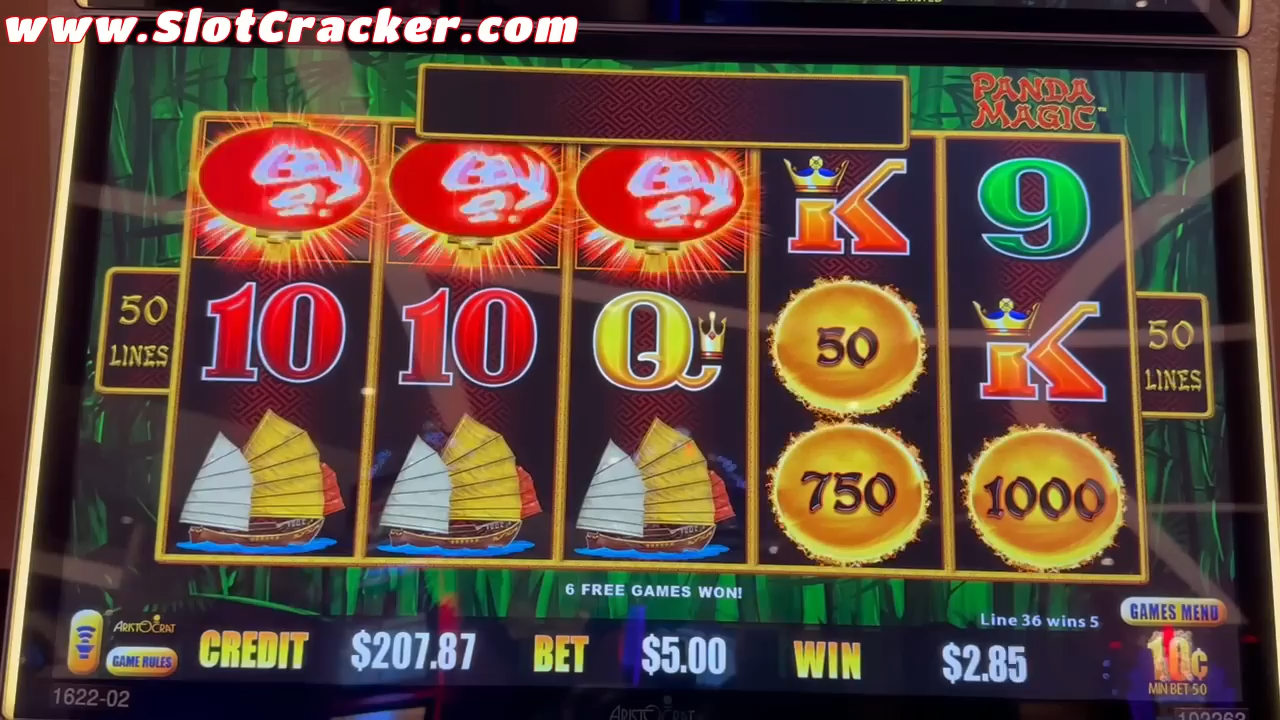 www.SlotCracker.com
PANDA
MAGIC™
K
9
50
LINES
10
10
Q
50
K
50
LINES
750
1000
6 FREE GAMES WON!
Line 36 wins 5
GAMES MENU
ARISTOCRAT
GAME RULES
CREDIT
$207.87
BET
$5.00
WIN
$2.85
10¢
MIN BET 50
1622-02
ARISTOCRAT